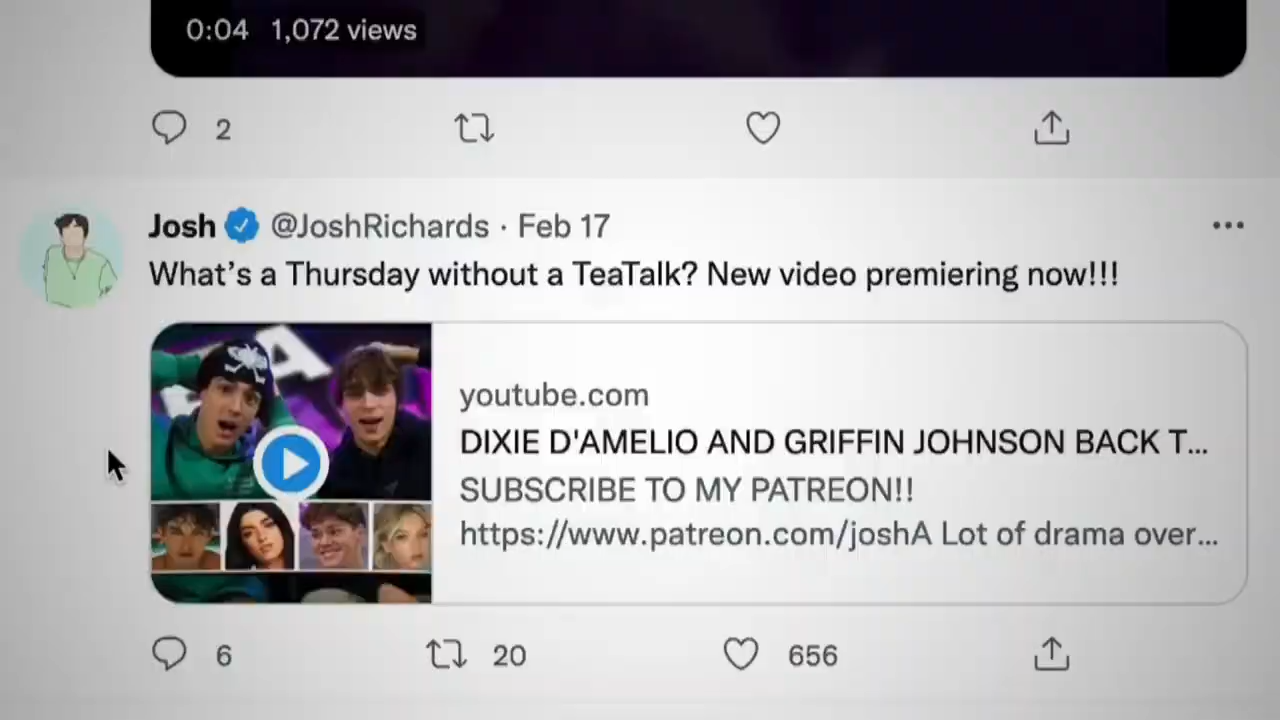 0:04 1,072 views
2
Josh @JoshRichards · Feb 17
What's a Thursday without a TeaTalk? New video premiering now!!!
youtube.com
DIXIE D'AMELIO AND GRIFFIN JOHNSON BACK T...
SUBSCRIBE TO MY PATREON!!
https://www.patreon.com/joshA Lot of drama over...
6 20 656